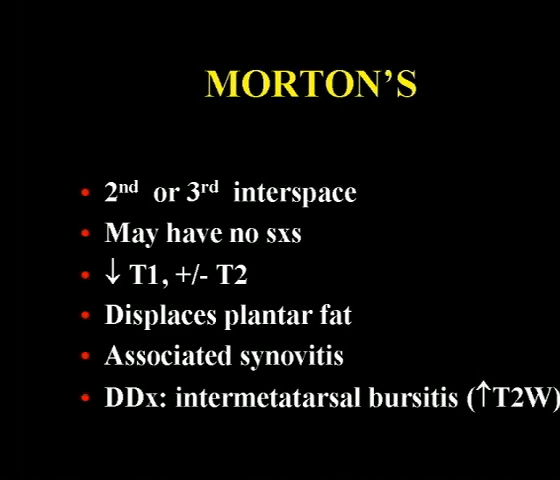 MORTON'S
• 2nd or 3rd interspace
• May have no sxs
• ↓ T1, +/- T2
• Displaces plantar fat
• Associated synovitis
• DDx: intermetatarsal bursitis (↑T2W)